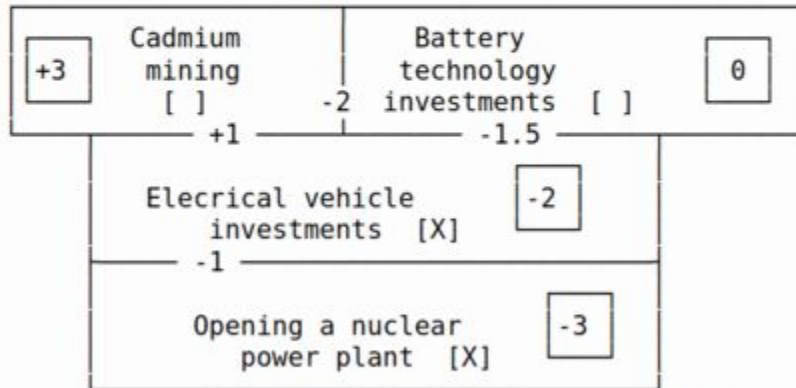 Cadmium Battery
+3 mining technology 0
[ ] -2 investments [ ]
+1 -1.5
Elecrical vehicle -2
investments [X]
-1
Opening a nuclear -3
power plant [X]